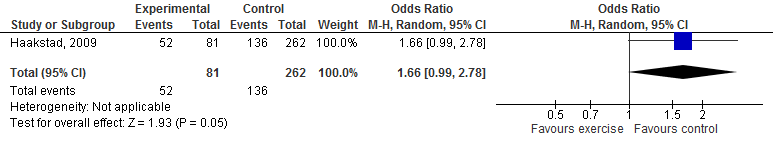 Experimental Control Odds Ratio Odds Ratio
Study or Subgroup Events Total Events Total Weight M-H, Random, 95% CI M-H, Random, 95% CI
Haakstad, 2009 52 81 136 262 100.0% 1.66 [0.99, 2.78]
Total (95% CI) 81 262 100.0% 1.66 [0.99, 2.78]
Total events 52 136
Heterogeneity: Not applicable
Test for overall effect: Z = 1.93 (P = 0.05)
0.5 0.7 1 1.5 2
Favours exercise Favours control